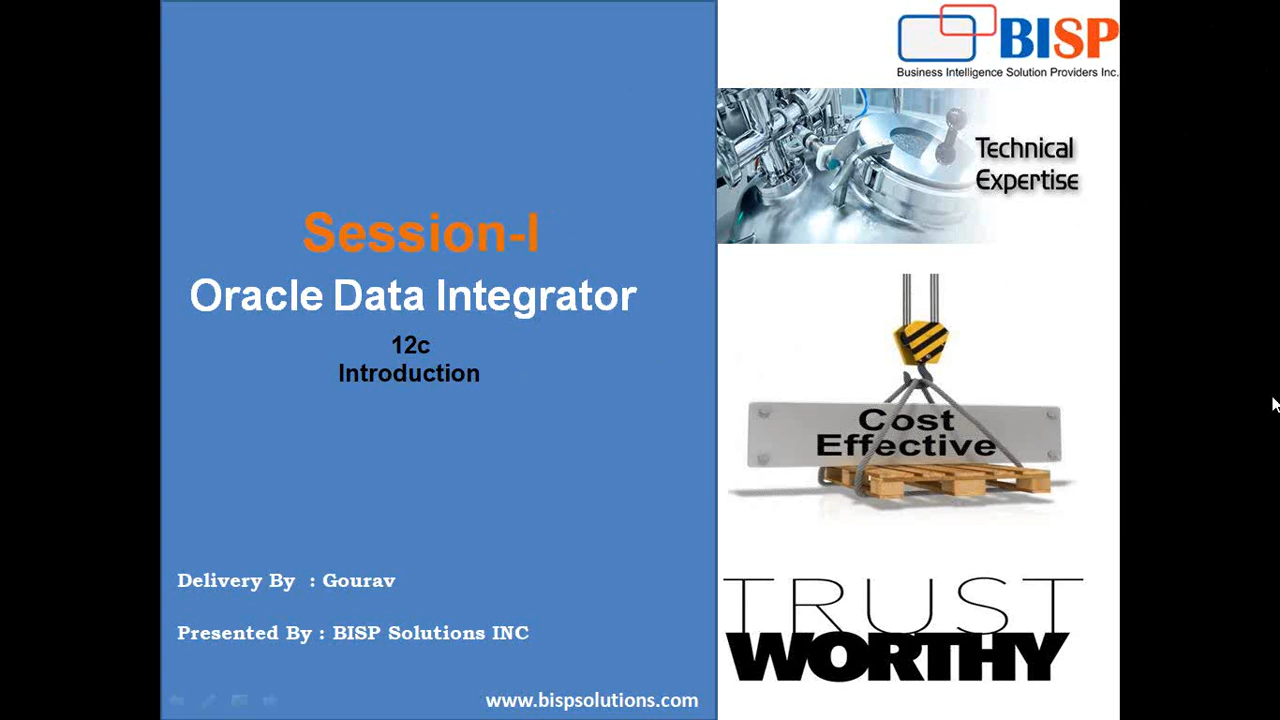 Session-I
Oracle Data Integrator
12c
Introduction
Delivery By : Gourav
Presented By : BISP Solutions INC
www.bispsolutions.com
BISP
Business Intelligence Solution Providers Inc.
Technical
Expertise
Cost
Effective
TRUST
WORTHY